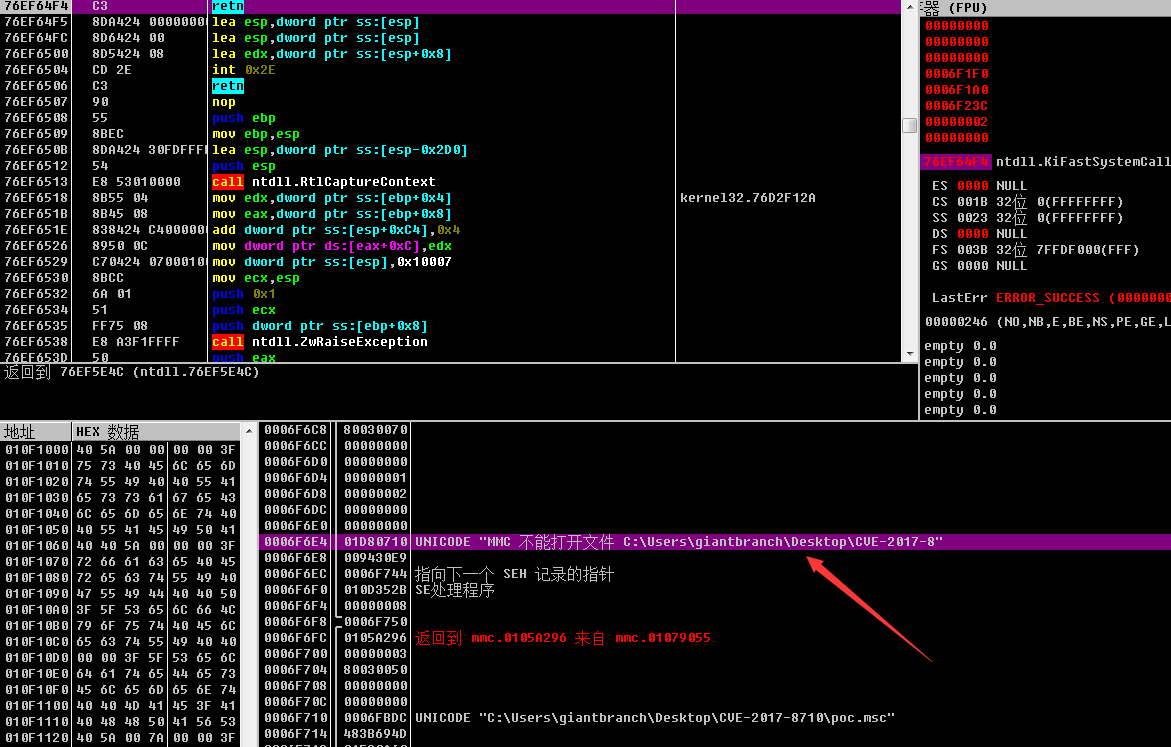 76EF64F4 C3 retn
76EF64F5 8DA424 0000000 lea esp,dword ptr ss:[esp]
76EF64FC 8D6424 00 lea esp,dword ptr ss:[esp]
76EF6500 8D5424 08 lea edx,dword ptr ss:[esp+0x8]
76EF6504 CD 2E int 0x2E
76EF6506 C3 retn
76EF6507 90 nop
76EF6508 55 push ebp
76EF6509 8BEC mov ebp,esp
76EF650B 8DA424 30FDFFF lea esp,dword ptr ss:[esp-0x2D0]
76EF6512 54 push esp
76EF6513 E8 53010000 call ntdll.RtlCaptureContext
76EF6518 8B55 04 mov edx,dword ptr ss:[ebp+0x4] kernel32.76D2F12A
76EF651B 8B45 08 mov eax,dword ptr ss:[ebp+0x8]
76EF651E 838424 C400000 add dword ptr ss:[esp+0xC4],0x4
76EF6526 8950 0C mov dword ptr ds:[eax+0xC],edx
76EF6529 C70424 0700010 mov dword ptr ss:[esp],0x10007
76EF6530 8BCC mov ecx,esp
76EF6532 6A 01 push 0x1
76EF6534 51 push ecx
76EF6535 FF75 08 push dword ptr ss:[ebp+0x8]
76EF6538 E8 A3F1FFFF call ntdll.ZwRaiseException
76EF653D 50 push eax
返回到 76EF5E4C (ntdll.76EF5E4C)
器 (FPU)
00000000
00000000
00000000
0006F1F0
0006F1A0
0006F23C
00000002
00000000
76EF64F4 ntdll.KiFastSystemCall
ES 0000 NULL
CS 001B 32位 0(FFFFFFFF)
SS 0023 32位 0(FFFFFFFF)
DS 0000 NULL
FS 003B 32位 7FFDF000(FFF)
GS 0000 NULL
LastErr ERROR_SUCCESS (0000000
00000246 (NO,NB,E,BE,NS,PE,GE,L
empty 0.0
empty 0.0
empty 0.0
empty 0.0
empty 0.0
地址 HEX 数据
010F1000 40 5A 00 00 00 00 3F
010F1010 75 73 40 45 6C 65 6D
010F1020 74 55 49 40 40 55 41
010F1030 65 73 73 61 67 65 43
010F1040 6C 65 6D 65 6E 74 40
010F1050 40 55 41 45 49 50 41
010F1060 40 40 5A 00 00 00 3F
010F1070 72 66 61 63 65 40 45
010F1080 72 65 63 74 55 49 40
010F1090 47 55 49 44 40 40 50
010F10A0 3F 5F 53 65 6C 66 4C
010F10B0 79 6F 75 74 40 45 6C
010F10C0 65 63 74 55 49 40 40
010F10D0 00 00 3F 5F 53 65 6C
010F10E0 64 61 74 65 44 65 73
010F10F0 45 6C 65 6D 65 6E 74
010F1100 40 40 4D 41 45 3F 41
010F1110 40 48 48 50 41 56 53
010F1120 40 5A 00 7A 00 00 3F
0006F6C8 80030070
0006F6CC 00000000
0006F6D0 00000000
0006F6D4 00000001
0006F6D8 00000002
0006F6DC 00000000
0006F6E0 00000000
0006F6E4 01D80710 UNICODE "MMC 不能打开文件 C:\Users\giantbranch\Desktop\CVE-2017-8"
0006F6E8 009430E9
0006F6EC 0006F744 指向下一个 SEH 记录的指针
0006F6F0 010D352B SE处理程序
0006F6F4 00000008
0006F6F8 0006F750
0006F6FC 0105A296 返回到 mmc.0105A296 来自 mmc.01079055
0006F700 00000003
0006F704 80030050
0006F708 00000000
0006F70C 00000000
0006F710 0006FBDC UNICODE "C:\Users\giantbranch\Desktop\CVE-2017-8710\poc.msc"
0006F714 483B694D